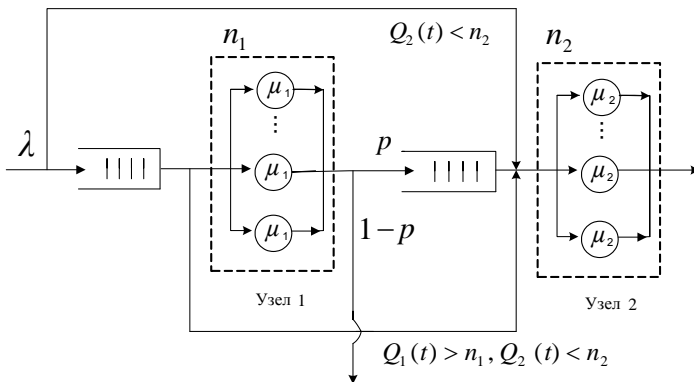 n₁
Q₂(t) < n₂
n₂
μ₁
μ₂
...
...
λ
p
μ₁
μ₂
μ₁
1 − p
μ₂
Узел 1
Узел 2
Q₁(t) > n₁, Q₂ (t) < n₂